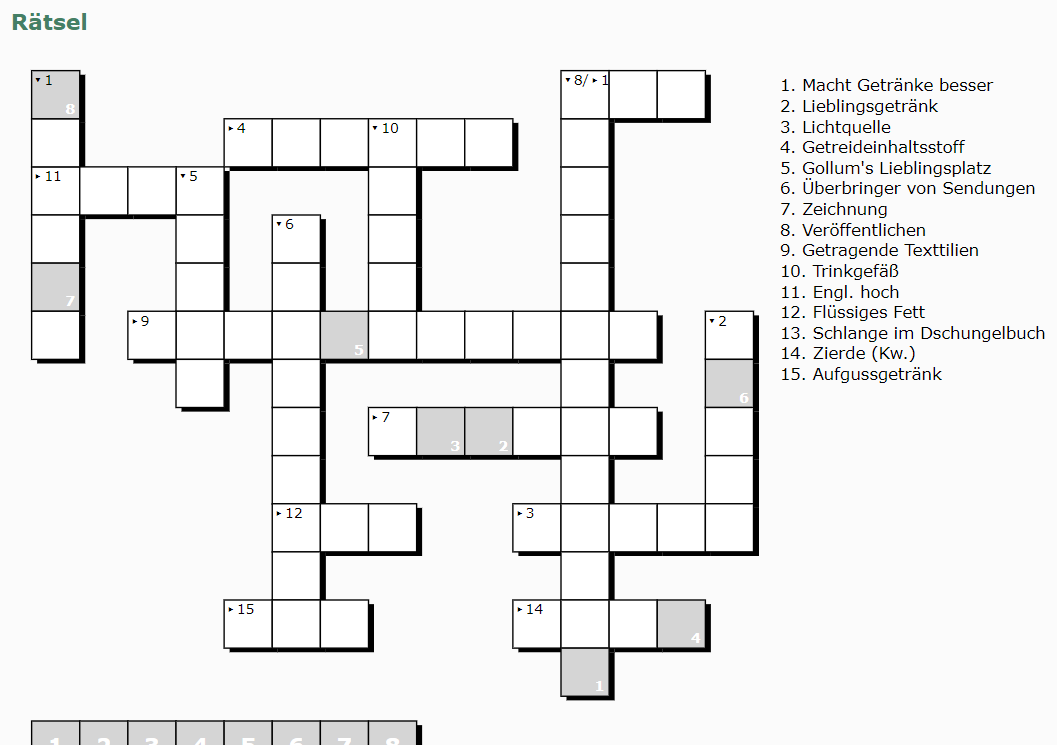 Rätsel
▾ 1
8
▾ 8/ ▸ 1
▸ 4
▾ 10
▸ 11
▾ 5
▾ 6
7
▸ 9
5
▾ 2
6
▸ 7
3
2
▸ 12
▸ 3
▸ 15
▸ 14
4
1
1 2 3 4 5 6 7 8
1. Macht Getränke besser
2. Lieblingsgetränk
3. Lichtquelle
4. Getreideinhaltsstoff
5. Gollum's Lieblingsplatz
6. Überbringer von Sendungen
7. Zeichnung
8. Veröffentlichen
9. Getragende Texttilien
10. Trinkgefäß
11. Engl. hoch
12. Flüssiges Fett
13. Schlange im Dschungelbuch
14. Zierde (Kw.)
15. Aufgussgetränk